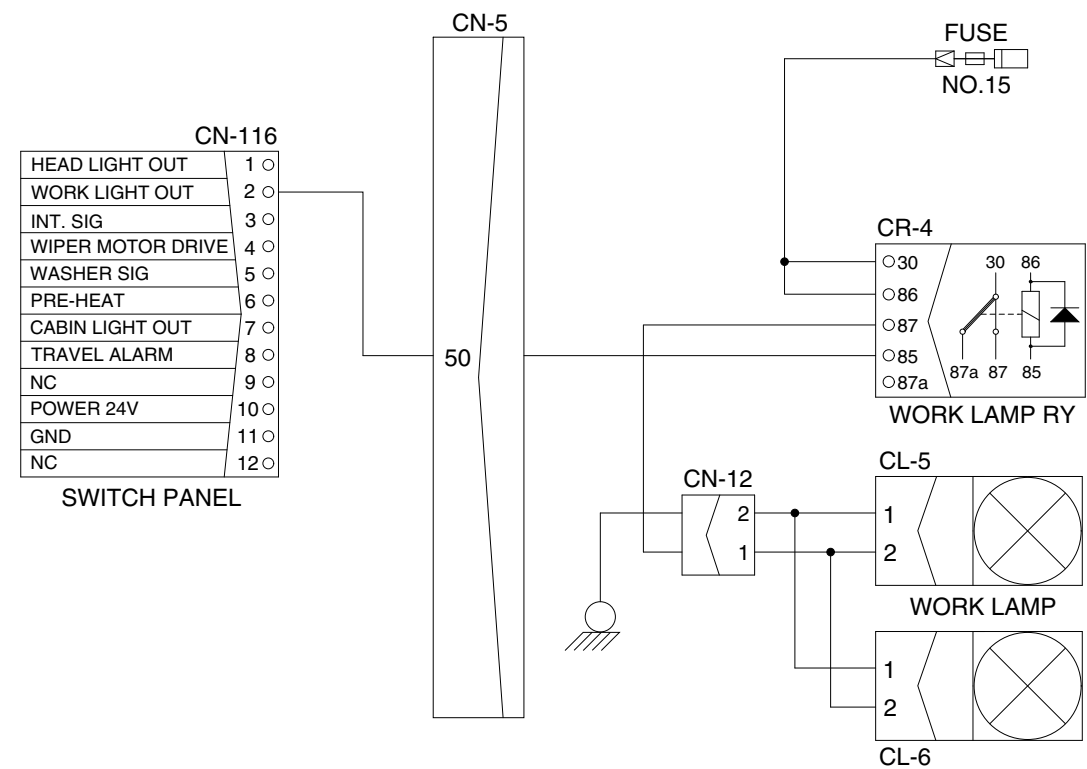 CN-5
FUSE
NO.15
CN-116
HEAD LIGHT OUT 1
WORK LIGHT OUT 2
INT. SIG 3
WIPER MOTOR DRIVE 4
WASHER SIG 5
PRE-HEAT 6
CABIN LIGHT OUT 7
TRAVEL ALARM 8
NC 9
POWER 24V 10
GND 11
NC 12
SWITCH PANEL
50
CR-4
30
86
87
85
87a
30 86
87a 87 85
WORK LAMP RY
CN-12
2
1
CL-5
1
2
WORK LAMP
1
2
CL-6